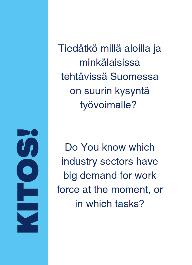 Tiedätkö millä aloilla ja
minkälaisissa
tehtävissä Suomessa
on suurin kysyntä
työvoimalle?
KITOS!
Do You know which
industry sectors have
big demand for work
force at the moment, or
in which tasks?